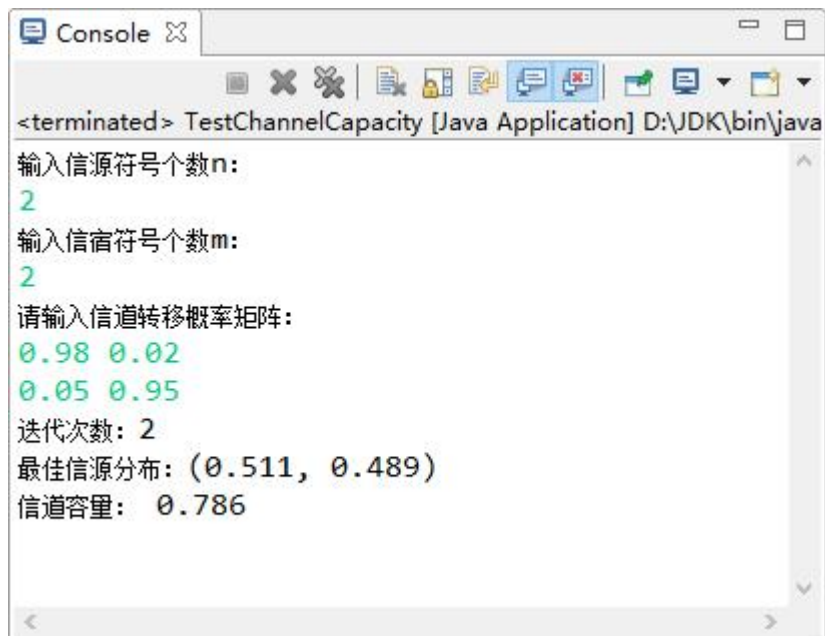 Console
<terminated> TestChannelCapacity [Java Application] D:\JDK\bin\java
输入信源符号个数n:
2
输入信宿符号个数m:
2
请输入信道转移概率矩阵:
0.98 0.02
0.05 0.95
迭代次数: 2
最佳信源分布: (0.511, 0.489)
信道容量: 0.786